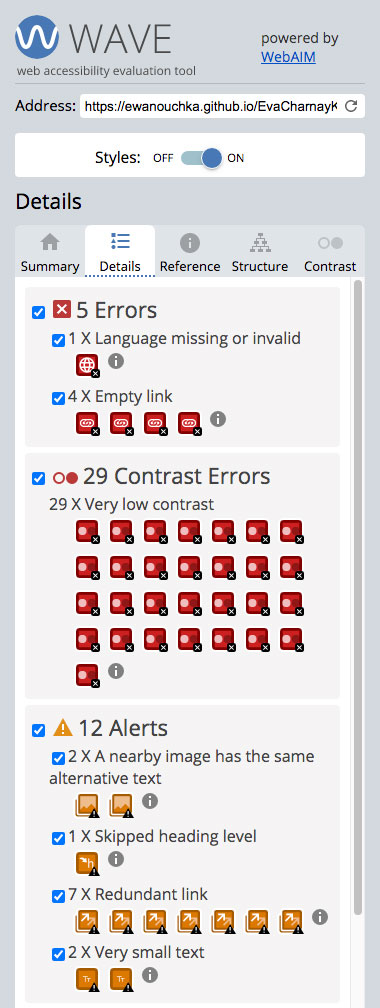 WAVE
web accessibility evaluation tool
powered by
WebAIM
Address: https://ewanouchka.github.io/EvaCharnayK
Styles: OFF ON
Details
Summary Details Reference Structure Contrast
5 Errors
1 X Language missing or invalid
4 X Empty link
29 Contrast Errors
29 X Very low contrast
12 Alerts
2 X A nearby image has the same
alternative text
1 X Skipped heading level
7 X Redundant link
2 X Very small text